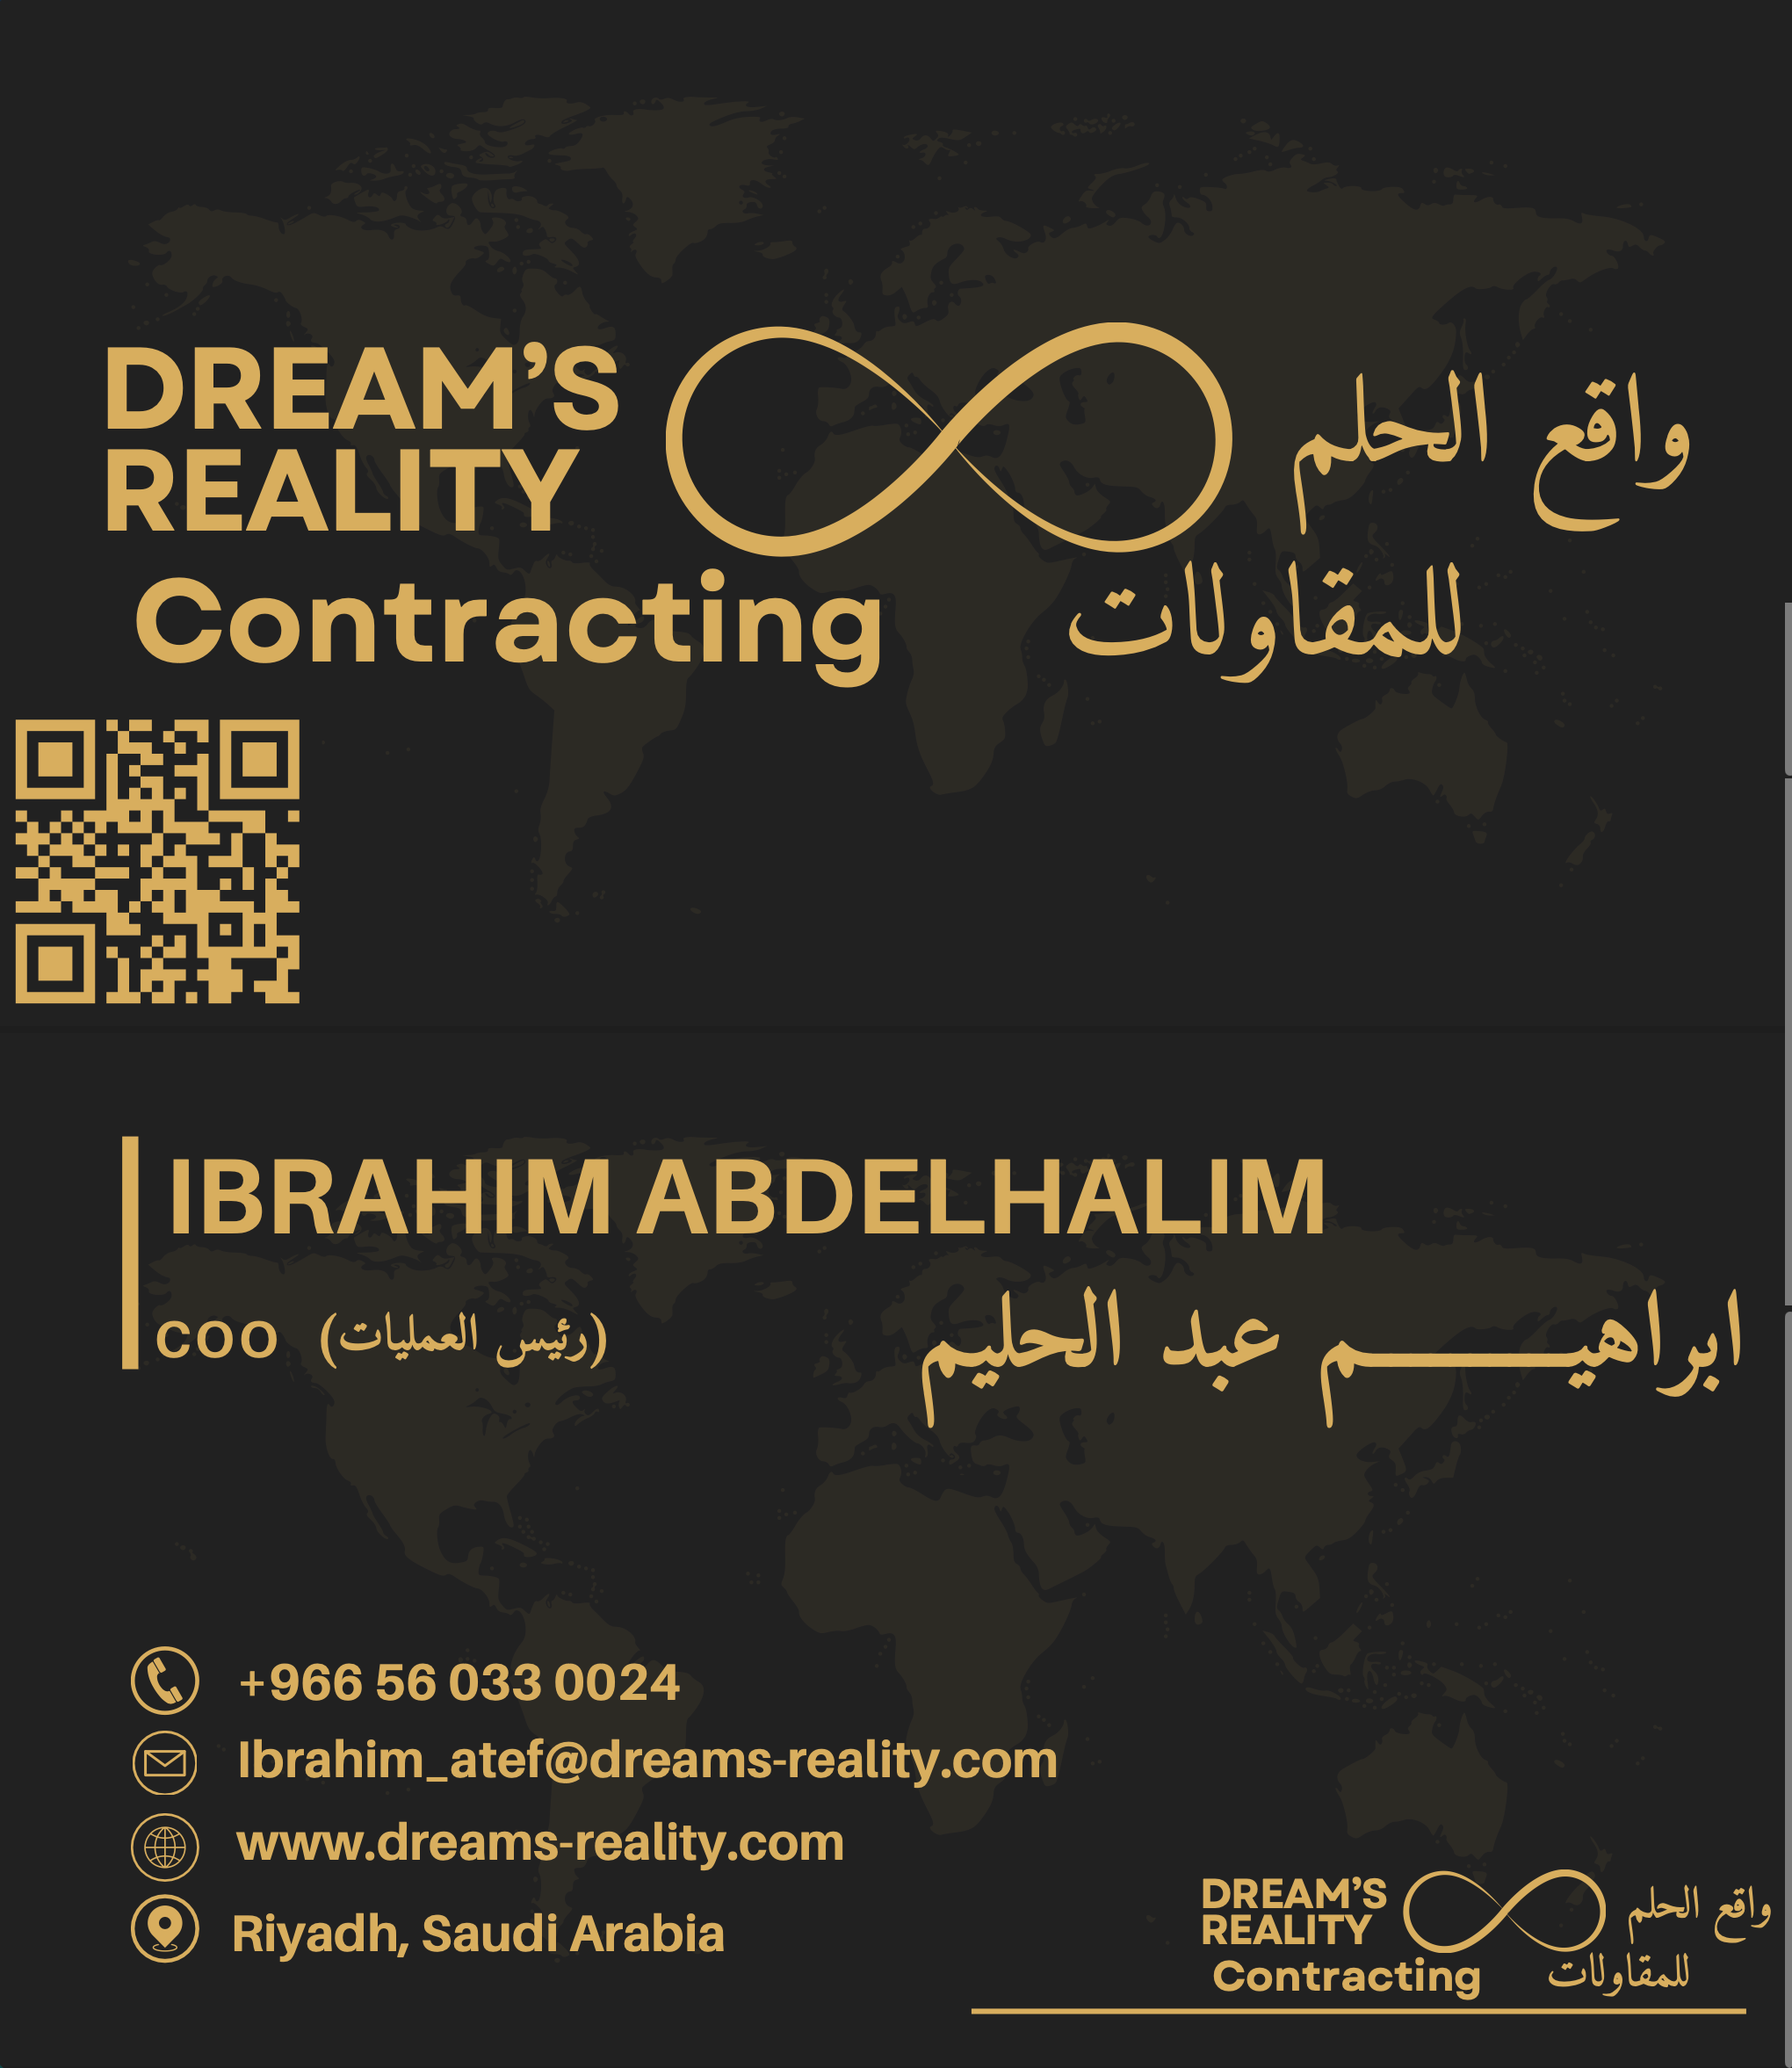 DREAM'S
REALITY
Contracting
واقع الحلم
للمقاولات
IBRAHIM ABDELHALIM
COO (رئيس العمليات)
ابراهيـــــــم عبد الحليم
+966 56 033 0024
Ibrahim_atef@dreams-reality.com
www.dreams-reality.com
Riyadh, Saudi Arabia
DREAM'S
REALITY
Contracting
واقع الحلم
للمقاولات